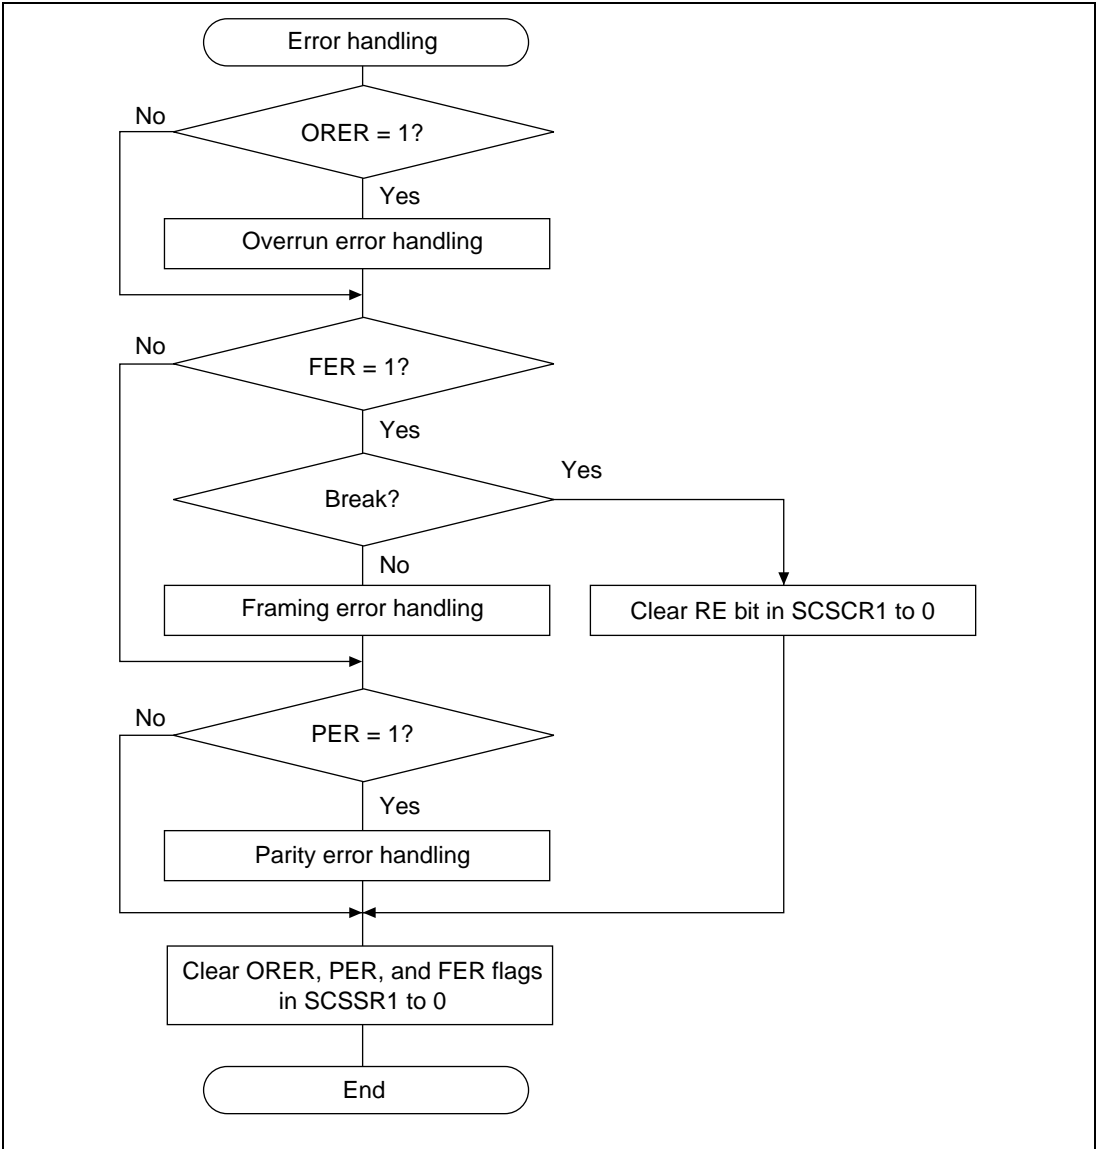 Error handling
No
ORER = 1?
Yes
Overrun error handling
No
FER = 1?
Yes
Yes
Break?
No
Framing error handling
Clear RE bit in SCSCR1 to 0
No
PER = 1?
Yes
Parity error handling
Clear ORER, PER, and FER flags
in SCSSR1 to 0
End